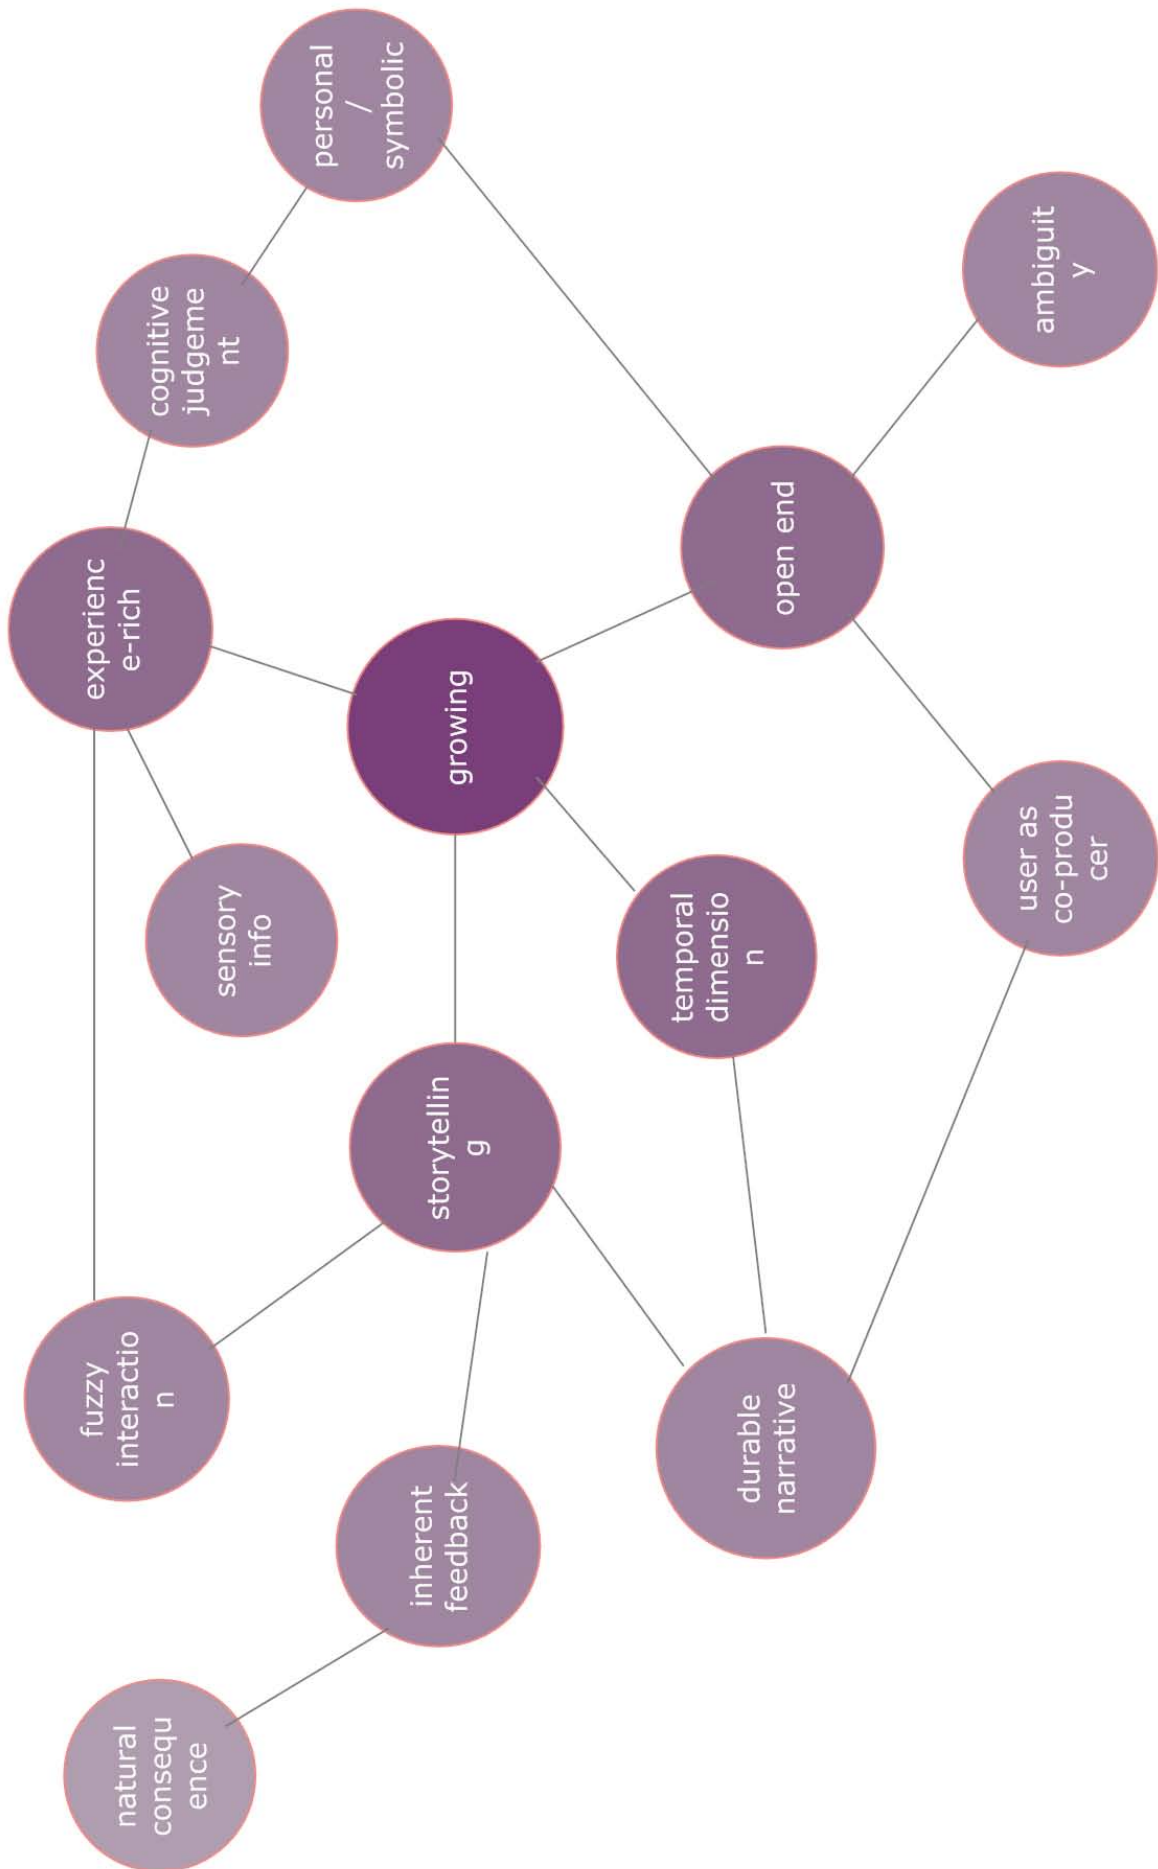 natural
consequ
ence
fuzzy
interactio
n
experienc
e-rich
cognitive
judgeme
nt
sensory
info
personal
/
symbolic
inherent
feedback
storytellin
g
growing
durable
narrative
temporal
dimensio
n
open end
user as
co-produ
cer
ambiguit
y